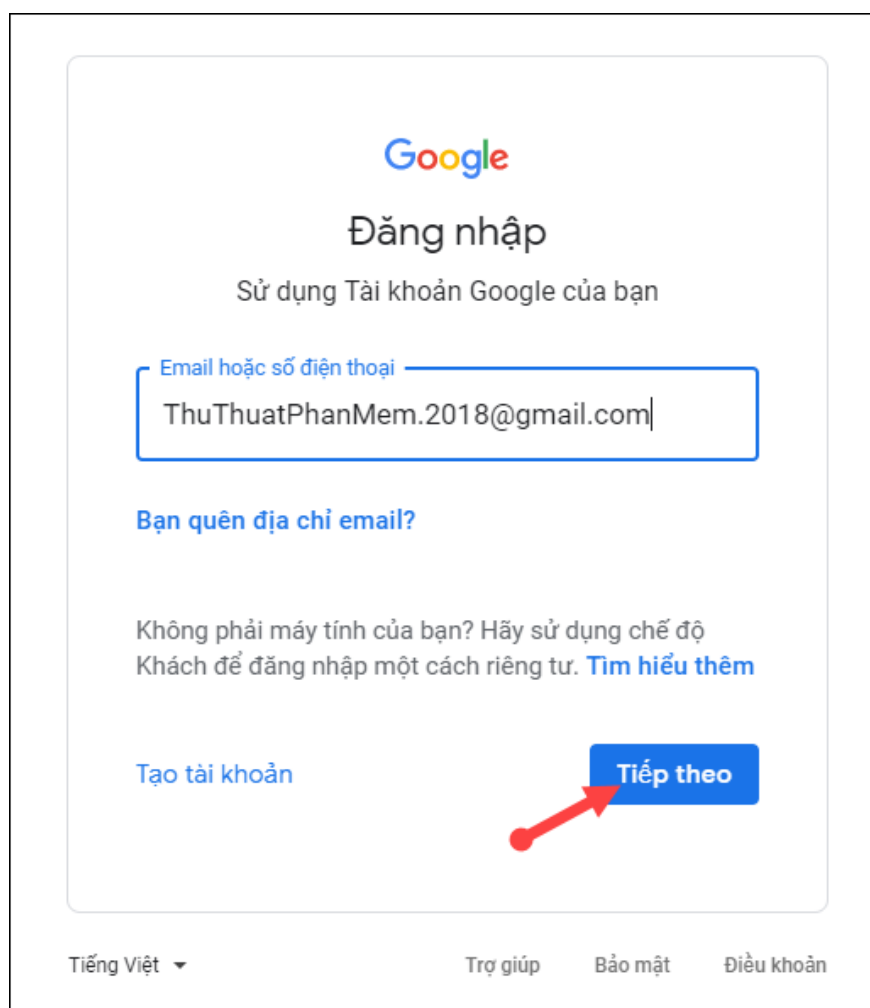 Google
Đăng nhập
Sử dụng Tài khoản Google của bạn
Email hoặc số điện thoại
ThuThuatPhanMem.2018@gmail.com
Bạn quên địa chỉ email?
Không phải máy tính của bạn? Hãy sử dụng chế độ
Khách để đăng nhập một cách riêng tư. Tìm hiểu thêm
Tạo tài khoản Tiếp theo
Tiếng Việt Trợ giúp Bảo mật Điều khoản